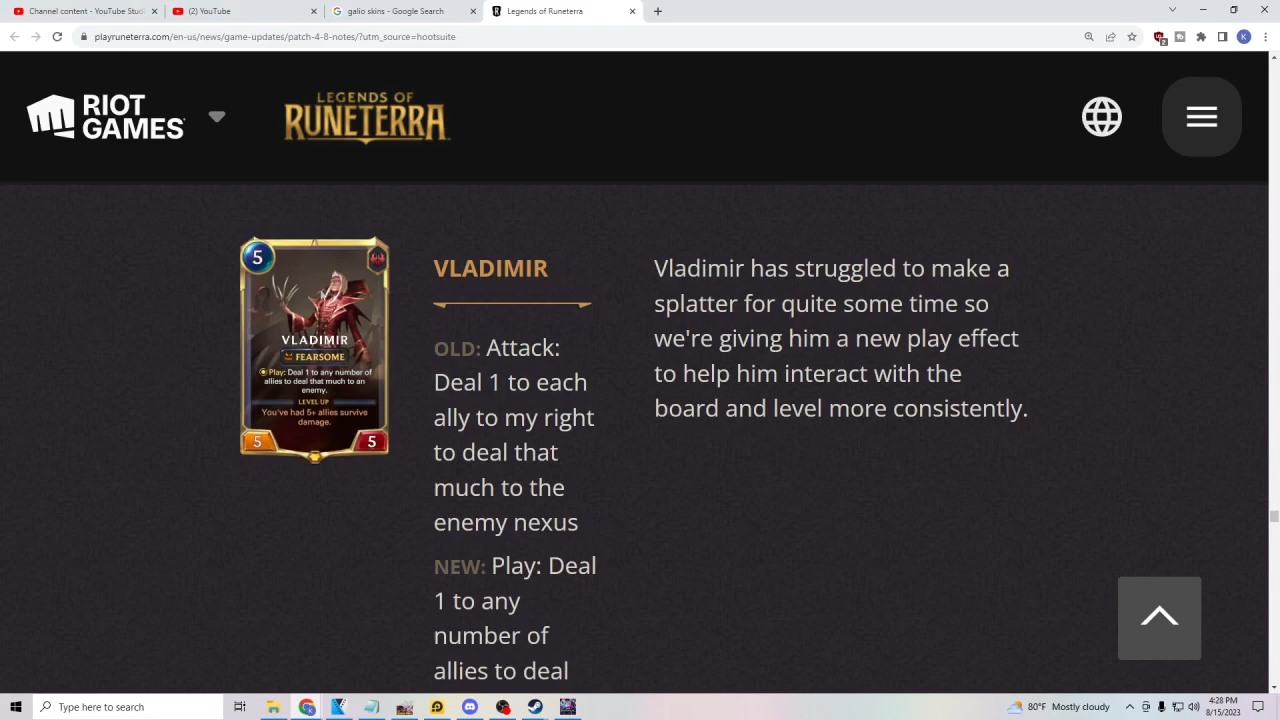 Channel content - YouTube Studi
(2) YouTube
galio skins - Google Search
Legends of Runeterra
playruneterra.com/en-us/news/game-updates/patch-4-8-notes/?utm_source=hootsuite
2
K
RIOT
GAMES
LEGENDS OF
RUNETERRA
5
VLADIMIR
FEARSOME
Play: Deal 1 to any number of
allies to deal that much to an
enemy.
LEVEL UP
You've had 5+ allies survive
damage.
5
5
VLADIMIR
OLD: Attack:
Deal 1 to each
ally to my right
to deal that
much to the
enemy nexus
NEW: Play: Deal
1 to any
number of
allies to deal
Vladimir has struggled to make a
splatter for quite some time so
we're giving him a new play effect
to help him interact with the
board and level more consistently.
Type here to search
80°F Mostly cloudy
4:28 PM
8/15/2023